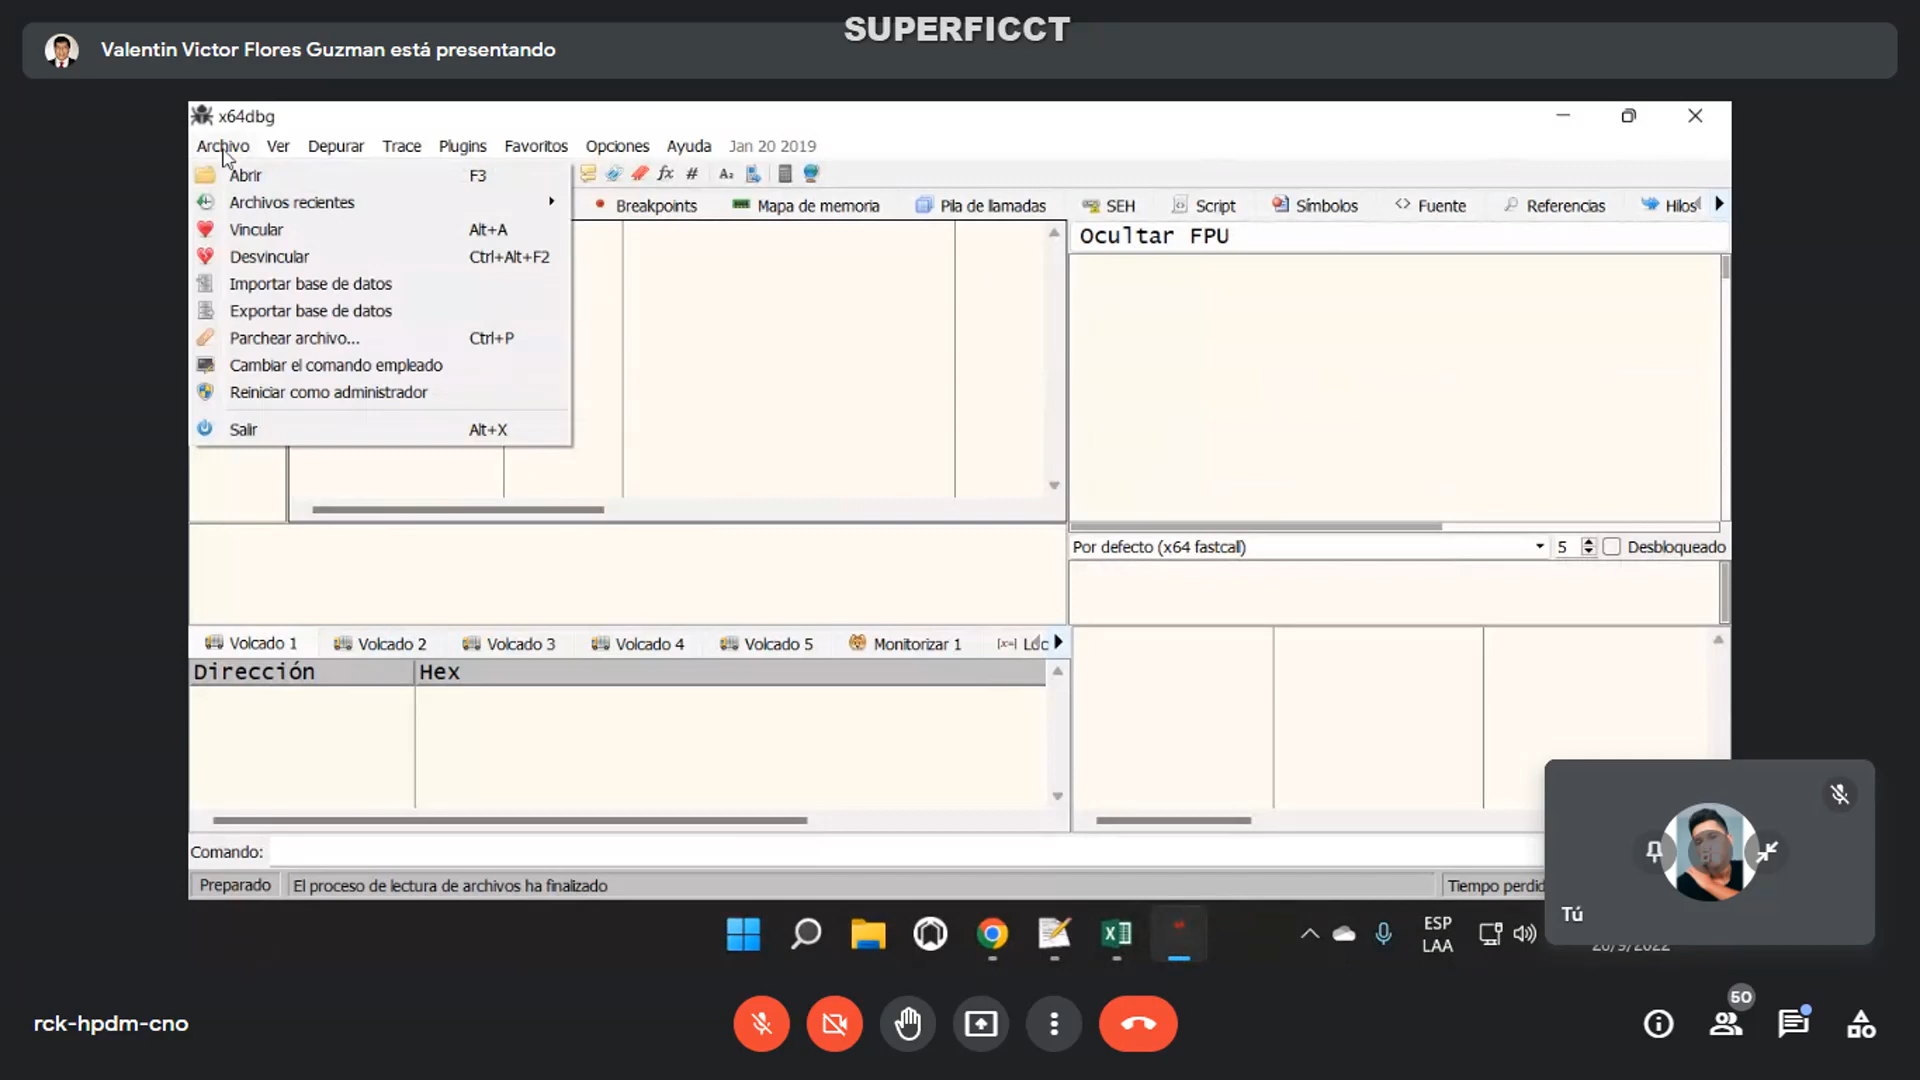 SUPERFICCT
Valentin Victor Flores Guzman está presentando
x64dbg
Archivo Ver Depurar Trace Plugins Favoritos Opciones Ayuda Jan 20 2019
Abrir F3
Archivos recientes
Vincular Alt+A
Desvincular Ctrl+Alt+F2
Importar base de datos
Exportar base de datos
Parchear archivo... Ctrl+P
Cambiar el comando empleado
Reiniciar como administrador
Salir Alt+X
Breakpoints Mapa de memoria Pila de llamadas SEH Script Símbolos Fuente Referencias Hilos
Ocultar FPU
Por defecto (x64 fastcall) 5 Desbloqueado
Volcado 1 Volcado 2 Volcado 3 Volcado 4 Volcado 5 Monitorizar 1
Dirección Hex
Comando:
Preparado El proceso de lectura de archivos ha finalizado Tiempo
Tú
ESP
LAA
rck-hpdm-cno
50